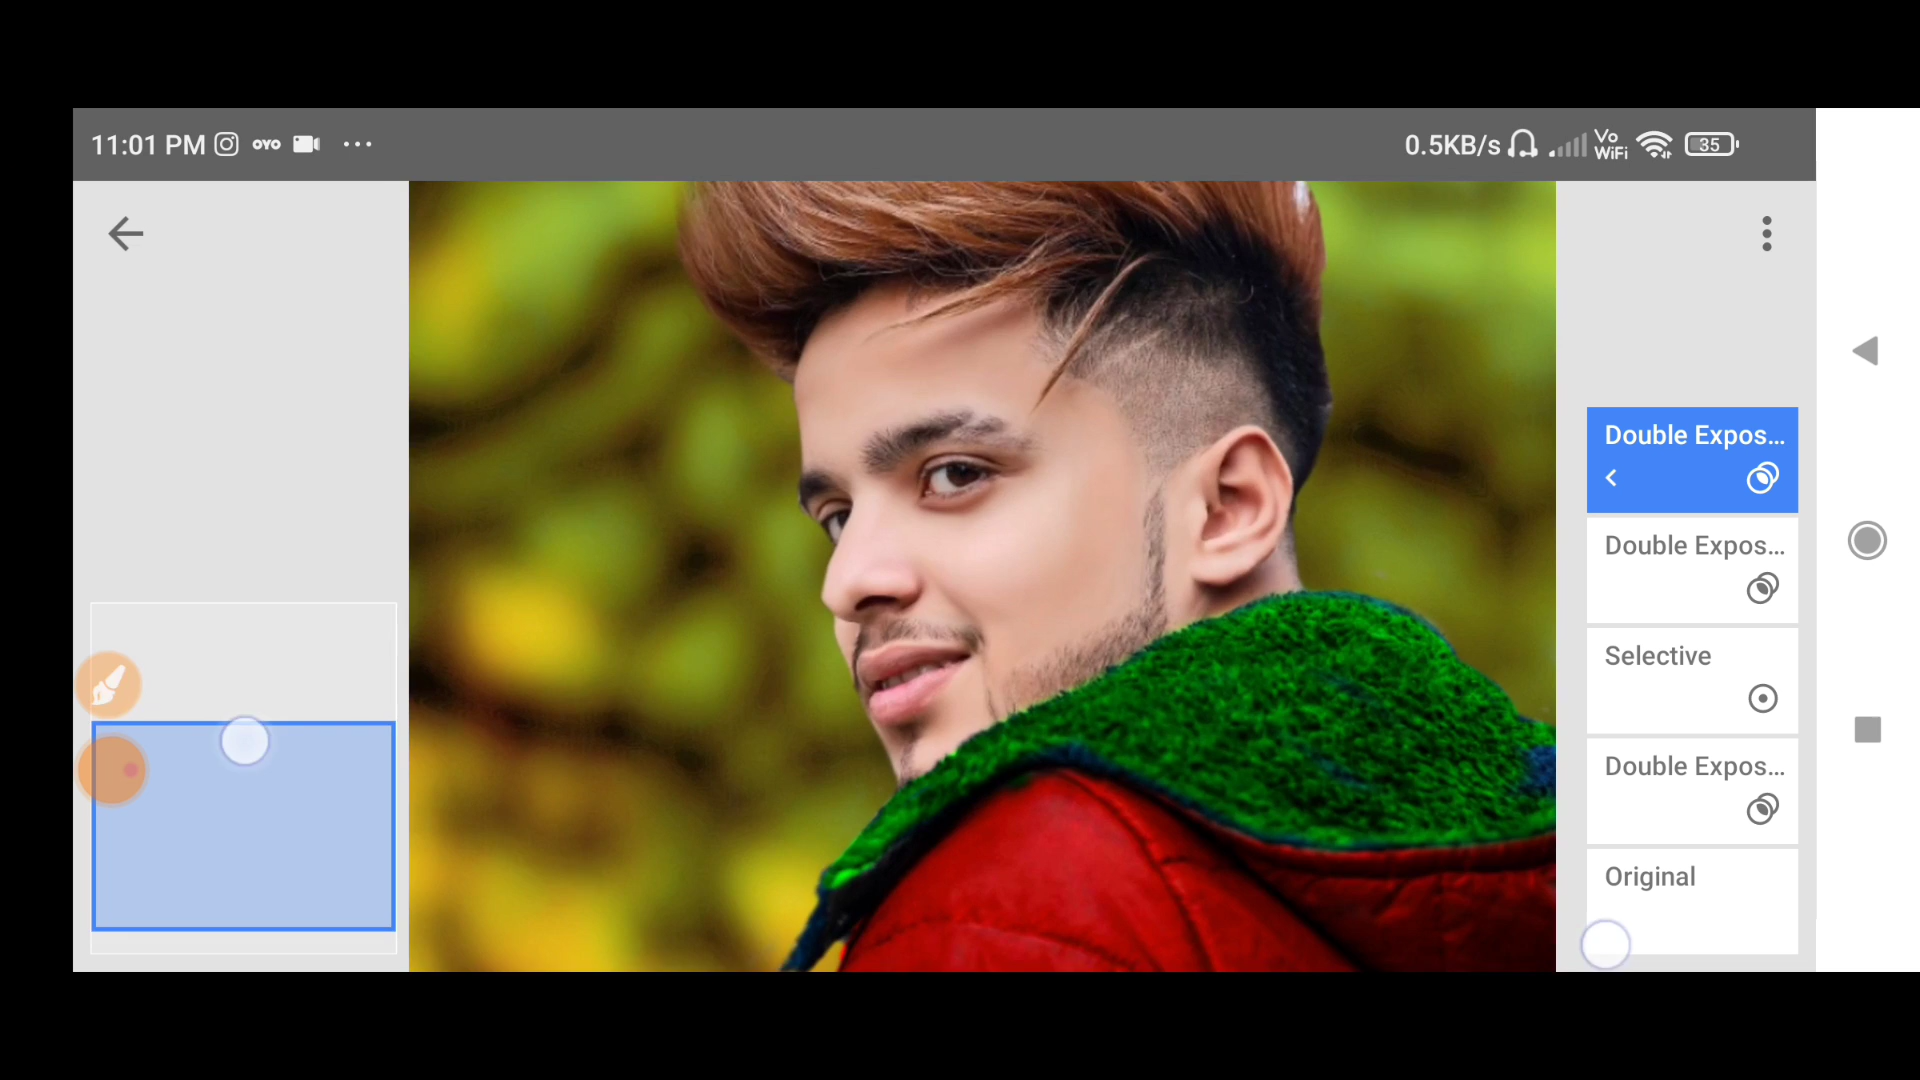 11:01 PM OYO ...
0.5KB/s Vo WiFi 35
Double Expos...
Double Expos...
Selective
Double Expos...
Original